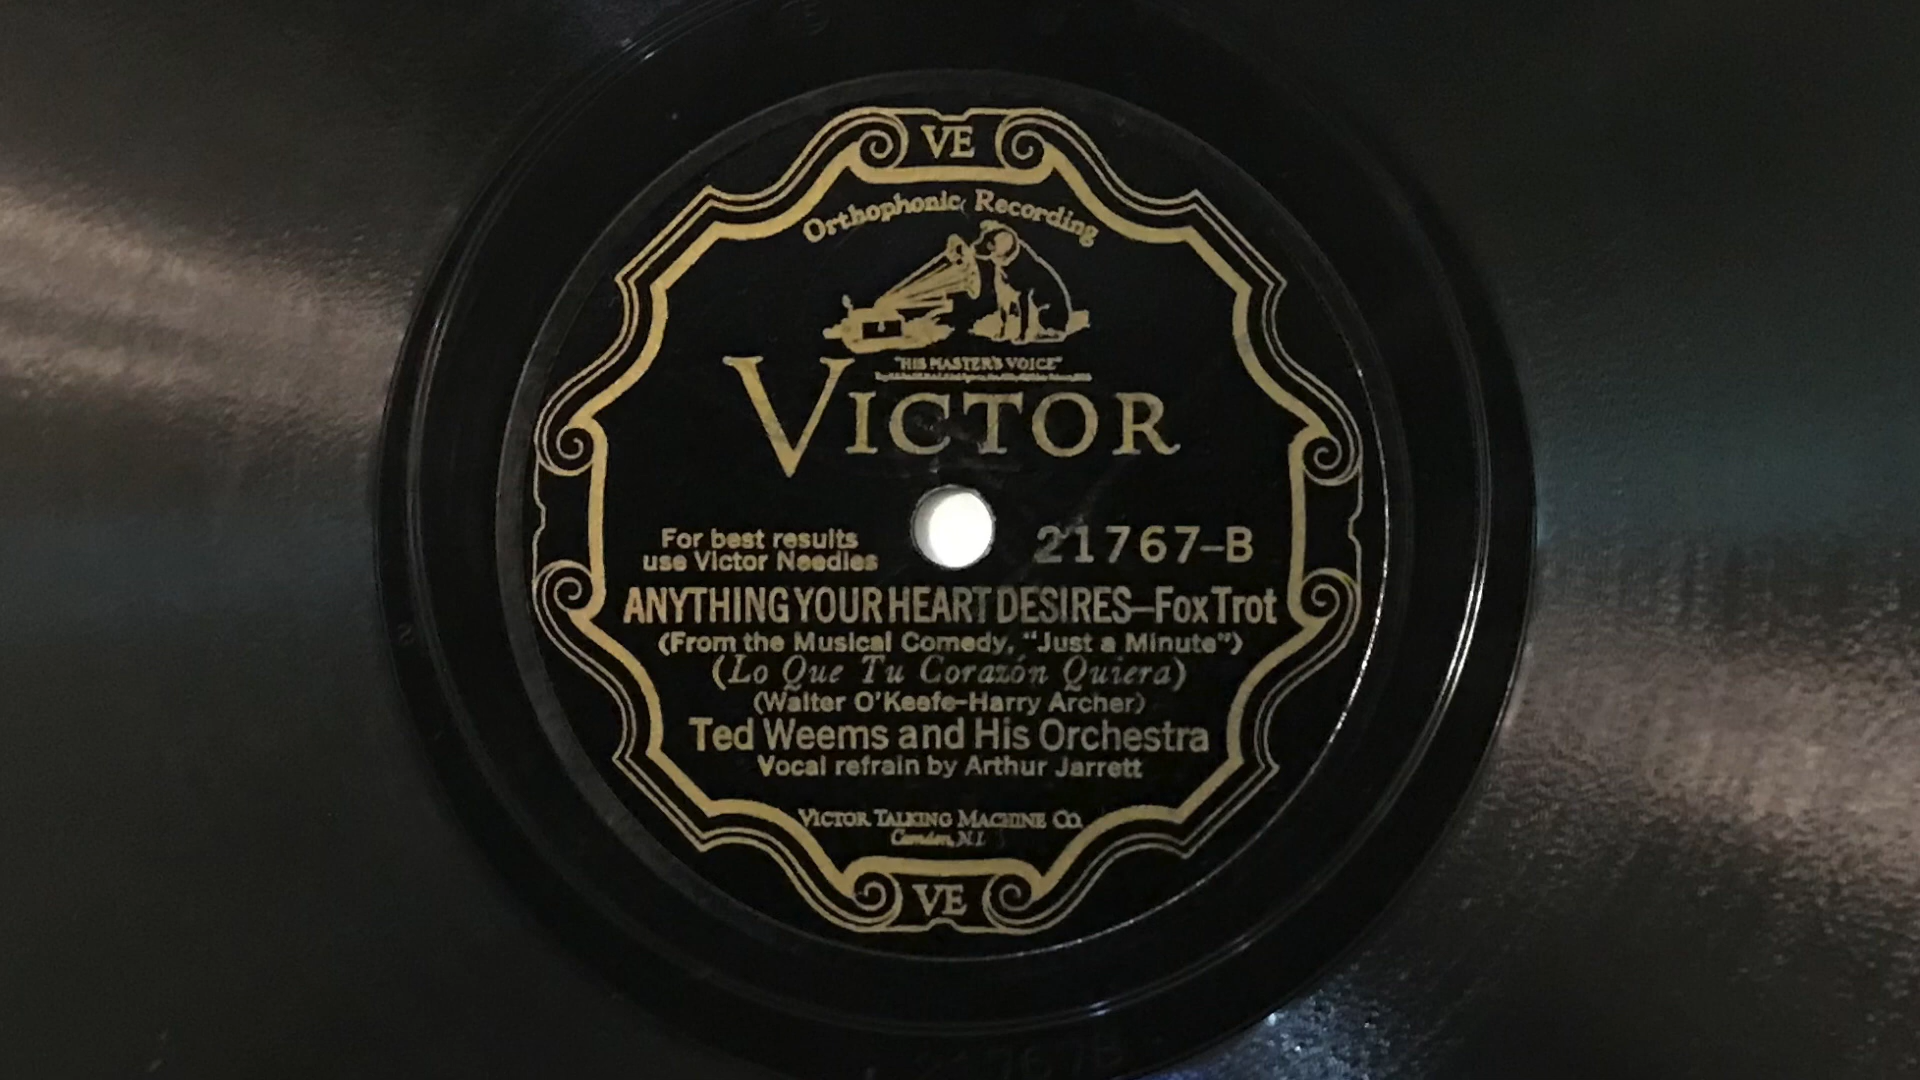 VE
Orthophonic Recording
"HIS MASTER'S VOICE"
VICTOR
For best results
use Victor Needles
21767-B
ANYTHING YOUR HEART DESIRES—Fox Trot
(From the Musical Comedy, "Just a Minute")
(Lo Que Tu Corazón Quiera)
(Walter O'Keefe-Harry Archer)
Ted Weems and His Orchestra
Vocal refrain by Arthur Jarrett
VICTOR TALKING MACHINE CO.
Camden, N.J.
VE